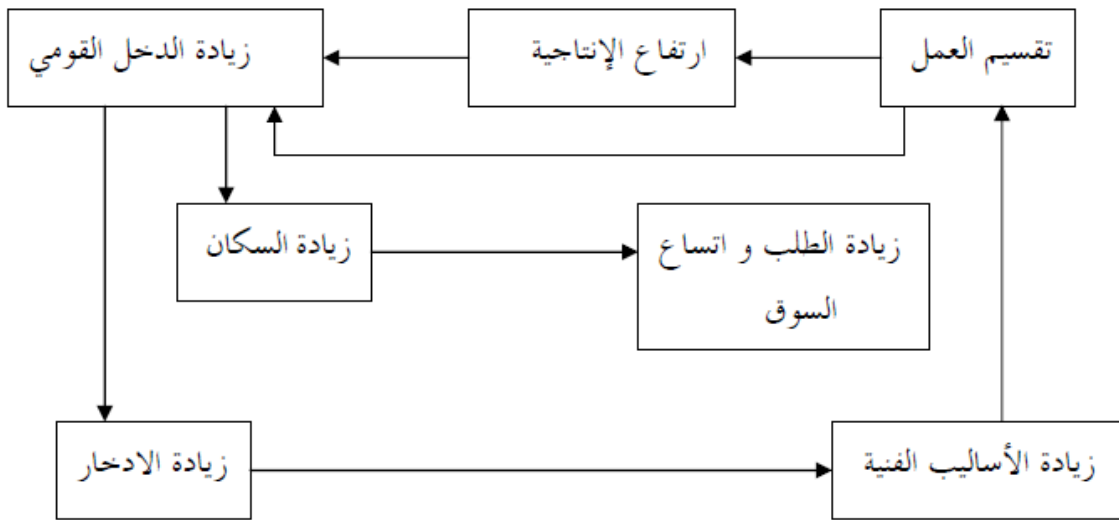 تقسيم العمل
ارتفاع الإنتاجية
زيادة الدخل القومي
زيادة السكان
زيادة الطلب و اتساع
السوق
زيادة الادخار
زيادة الأساليب الفنية